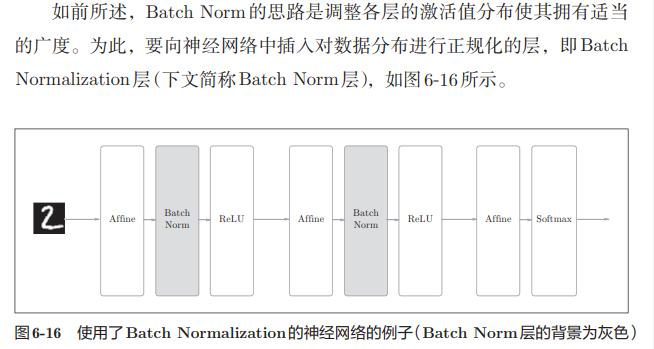 如前所述，Batch Norm的思路是调整各层的激活值分布使其拥有适当
的广度。为此，要向神经网络中插入对数据分布进行正规化的层，即Batch
Normalization层(下文简称Batch Norm层)，如图6-16所示。
2
Affine
Batch
Norm
ReLU
Affine
Batch
Norm
ReLU
Affine
Softmax
图6-16 使用了Batch Normalization的神经网络的例子(Batch Norm层的背景为灰色)